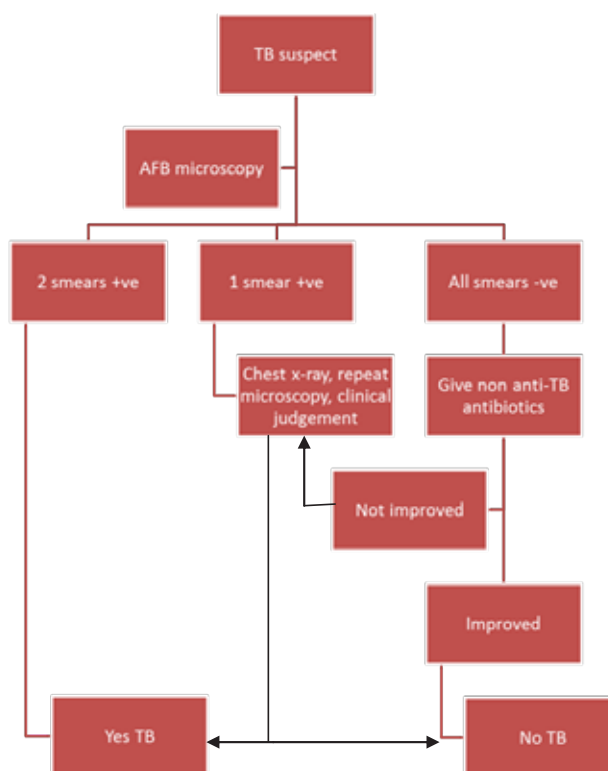 TB suspect
AFB microscopy
2 smears +ve
1 smear +ve
All smears -ve
Chest x-ray, repeat
microscopy, clinical
judgement
Give non anti-TB
antibiotics
Not improved
Improved
Yes TB
No TB